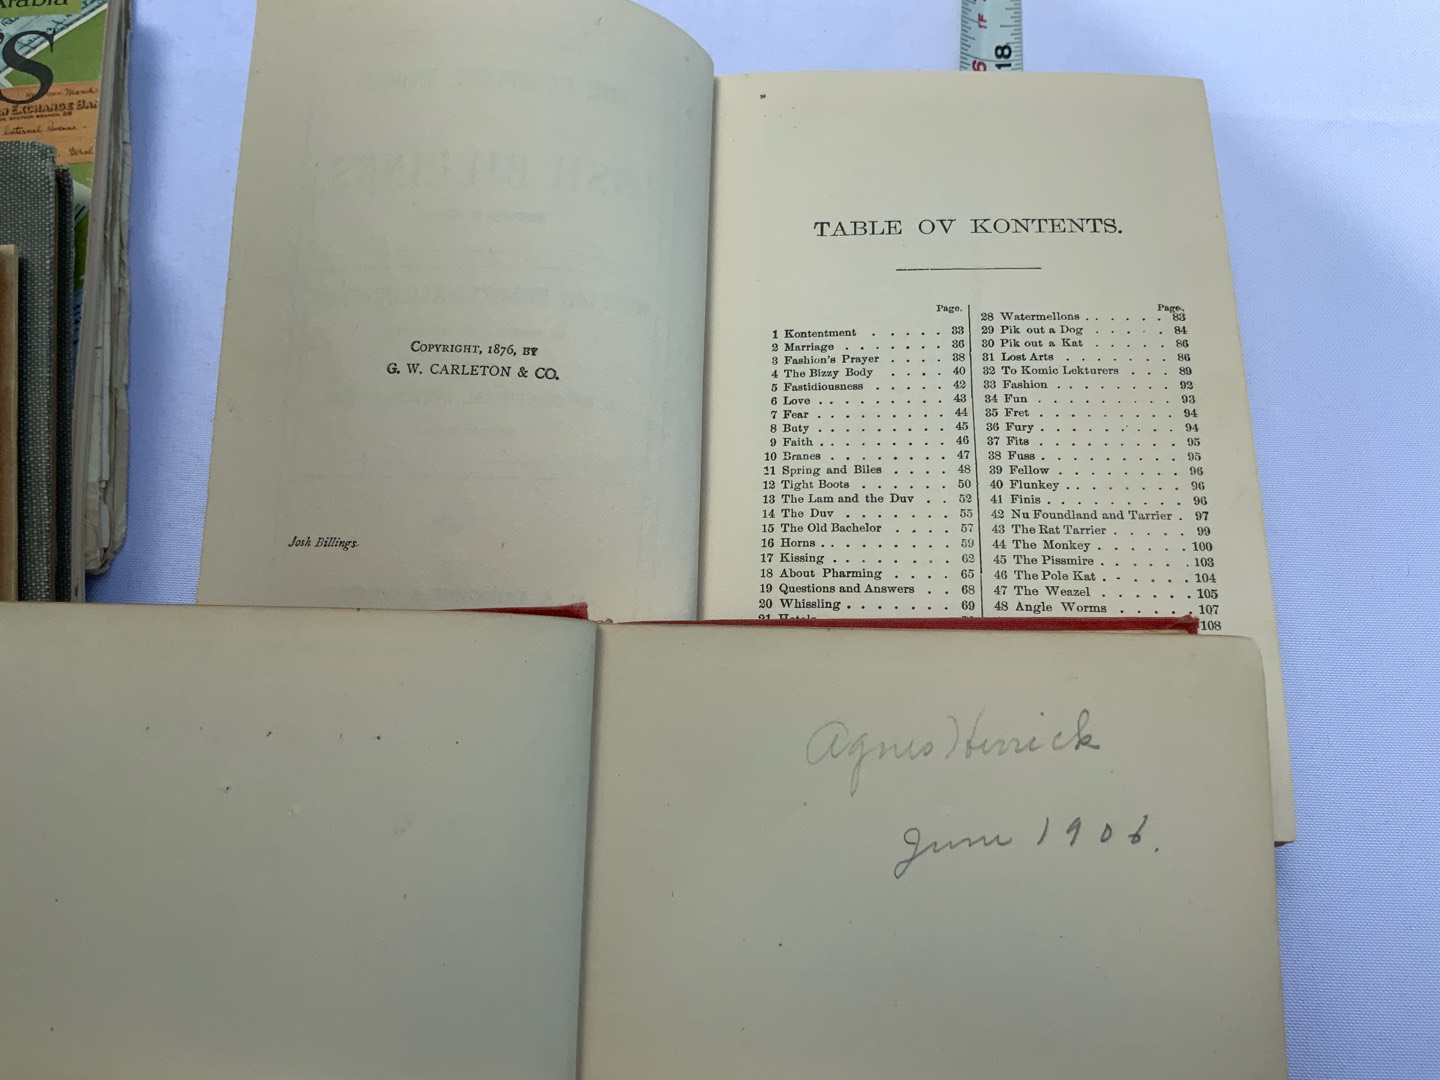 Arabia
S
EXCHANGE BAN
Internal Revenue
COPYRIGHT, 1876, BY
G. W. CARLETON & CO.
Josh Billings.
18
TABLE OV KONTENTS.
Page.
1 Kontentment . . . . . 33
2 Marriage . . . . . . . 36
3 Fashion's Prayer . . . . 38
4 The Bizzy Body . . . . 40
5 Fastidiousness . . . . . 42
6 Love . . . . . . . . . 43
7 Fear . . . . . . . . . 44
8 Buty . . . . . . . . . 45
9 Faith . . . . . . . . . 46
10 Branes . . . . . . . . 47
11 Spring and Biles . . . . 48
12 Tight Boots . . . . . . 50
13 The Lam and the Duv . . 52
14 The Duv . . . . . . . 55
15 The Old Bachelor . . . . 57
16 Horns . . . . . . . . . 59
17 Kissing . . . . . . . . 62
18 About Pharming . . . . 65
19 Questions and Answers . . 68
20 Whissling . . . . . . . 69
21 Hotels
Page.
28 Watermellons . . . . . . 83
29 Pik out a Dog . . . . . 84
30 Pik out a Kat . . . . . 86
31 Lost Arts . . . . . . . 86
32 To Komic Lekturers . . . 89
33 Fashion . . . . . . . . 92
34 Fun . . . . . . . . . 93
35 Fret . . . . . . . . . 94
36 Fury . . . . . . . . . 94
37 Fits . . . . . . . . . 95
38 Fuss . . . . . . . . . 95
39 Fellow . . . . . . . . 96
40 Flunkey . . . . . . . . 96
41 Finis . . . . . . . . . 96
42 Nu Foundland and Tarrier . 97
43 The Rat Tarrier . . . . . 99
44 The Monkey . . . . . . 100
45 The Pissmire . . . . . . 103
46 The Pole Kat . . . . . . 104
47 The Weazel . . . . . . 105
48 Angle Worms . . . . . 107
108
Agnes Herrick
June 1906.